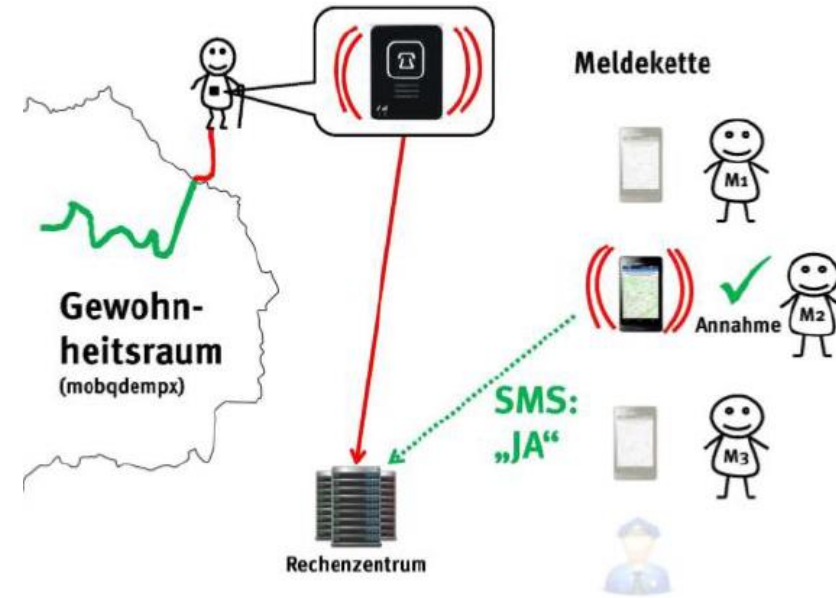 Meldekette
M1
Gewohn-
heitsraum
(mobqdempx)
Annahme
M2
SMS:
„JA“
M3
Rechenzentrum